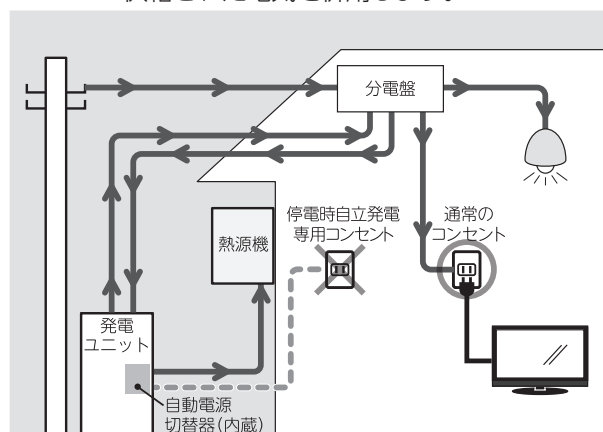 分電盤
停電時自立発電
専用コンセント
通常の
コンセント
熱源機
発電
ユニット
自動電源
切替器(内蔵)